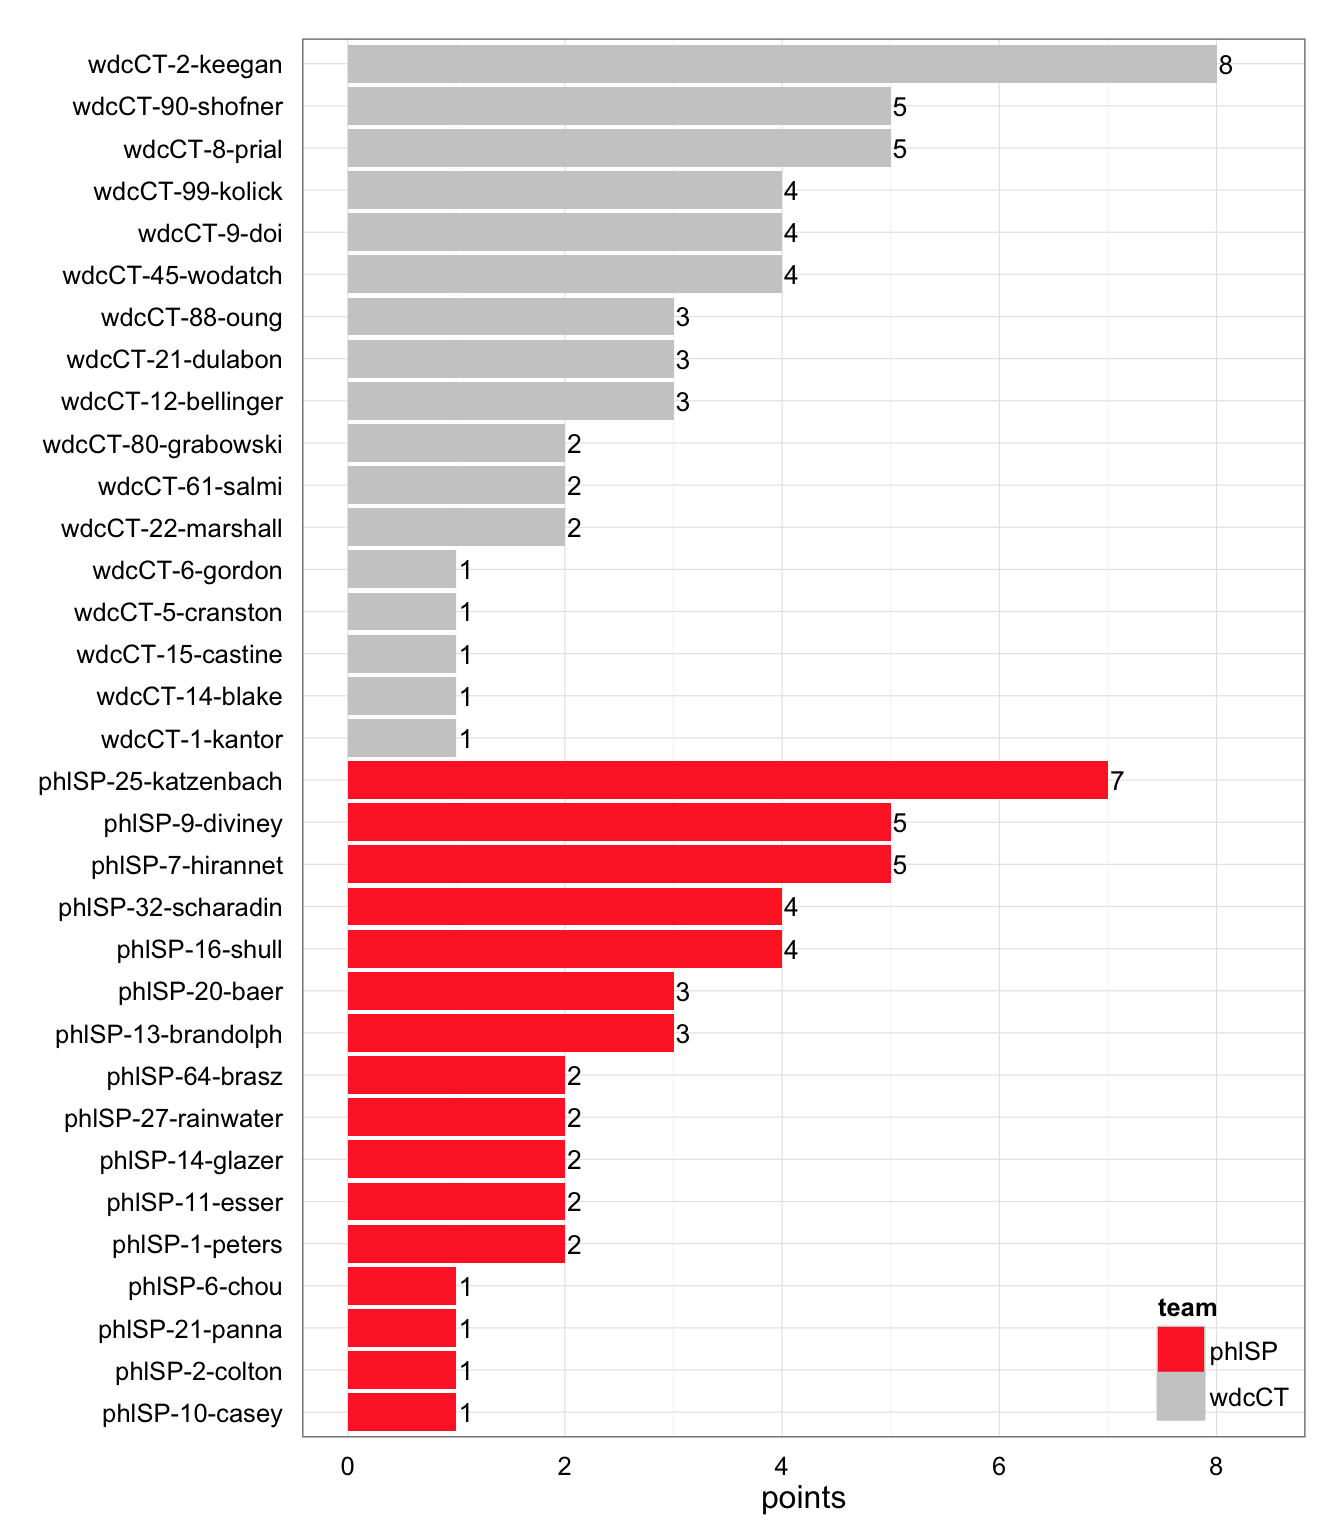 wdcCT-2-keegan 8
wdcCT-90-shofner 5
wdcCT-8-prial 5
wdcCT-99-kolick 4
wdcCT-9-doi 4
wdcCT-45-wodatch 4
wdcCT-88-oung 3
wdcCT-21-dulabon 3
wdcCT-12-bellinger 3
wdcCT-80-grabowski 2
wdcCT-61-salmi 2
wdcCT-22-marshall 2
wdcCT-6-gordon 1
wdcCT-5-cranston 1
wdcCT-15-castine 1
wdcCT-14-blake 1
wdcCT-1-kantor 1
phlSP-25-katzenbach 7
phlSP-9-diviney 5
phlSP-7-hirannet 5
phlSP-32-scharadin 4
phlSP-16-shull 4
phlSP-20-baer 3
phlSP-13-brandolph 3
phlSP-64-brasz 2
phlSP-27-rainwater 2
phlSP-14-glazer 2
phlSP-11-esser 2
phlSP-1-peters 2
phlSP-6-chou 1
phlSP-21-panna 1
phlSP-2-colton 1
phlSP-10-casey 1
team
phlSP
wdcCT
0 2 4 6 8
points